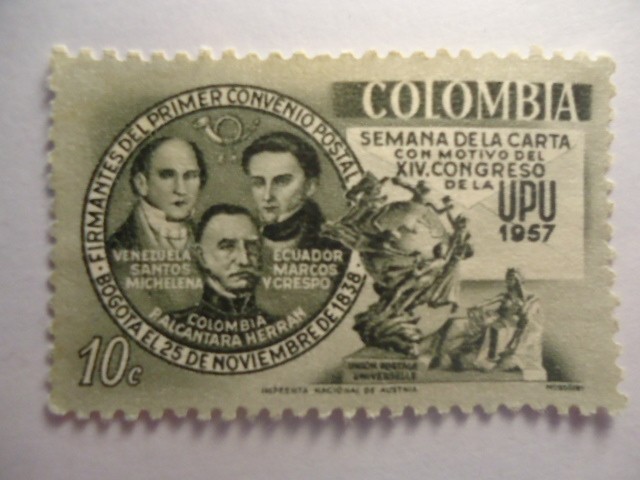 COLOMBIA
SEMANA DE LA CARTA
CON MOTIVO DEL
XIV. CONGRESO
DE LA UPU
1957
FIRMANTES DEL PRIMER CONVENIO POSTAL
BOGOTA EL 25 DE NOVIEMBRE DE 1838
VENEZUELA
SANTOS
MICHELENA
ECUADOR
MARCOS
Y CRESPO
COLOMBIA
P. ALCANTARA HERRAN
10c
UNION POSTALE
UNIVERSELLE
IMPRENTA NACIONAL DE AUSTRIA